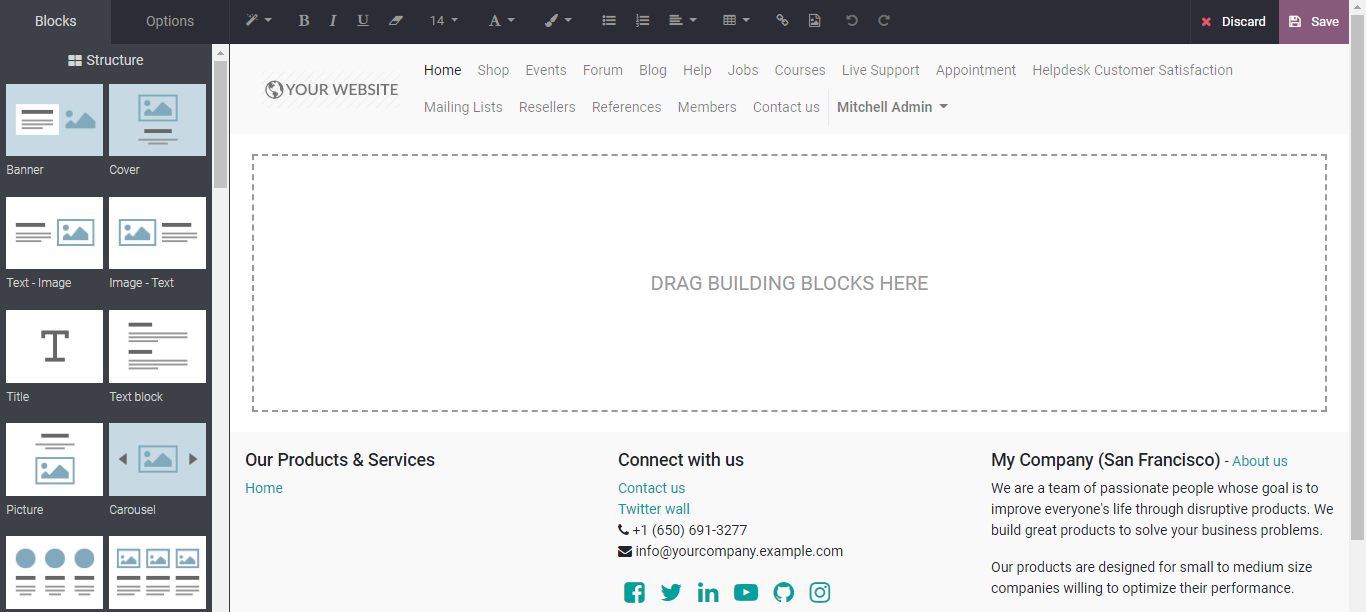 Blocks Options 14 Discard Save
Structure
Banner Cover
Text - Image Image - Text
Title Text block
Picture Carousel
YOUR WEBSITE
Home Shop Events Forum Blog Help Jobs Courses Live Support Appointment Helpdesk Customer Satisfaction
Mailing Lists Resellers References Members Contact us Mitchell Admin
DRAG BUILDING BLOCKS HERE
Our Products & Services
Home
Connect with us
Contact us
Twitter wall
+1 (650) 691-3277
info@yourcompany.example.com
My Company (San Francisco) - About us
We are a team of passionate people whose goal is to
improve everyone's life through disruptive products. We
build great products to solve your business problems.
Our products are designed for small to medium size
companies willing to optimize their performance.